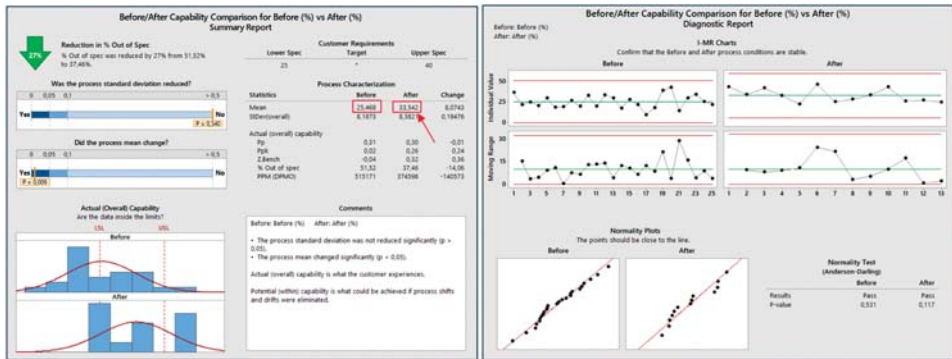 Before/After Capability Comparison for Before (%) vs After (%)
Summary Report
27%
Reduction in % Out of Spec
% Out of spec was reduced by 27% from 51,52%
to 37,46%.
Customer Requirements
Lower Spec Target Upper Spec
25 * 40
Was the process standard deviation reduced?
0 0,05 0,1 > 0,5
Yes No
P = 0,940
Did the process mean change?
0 0,05 0,1 > 0,5
Yes No
P = 0,006
Process Characterization
Statistics Before After Change
Mean 25,468 33,542 8,0743
StDev(overall) 8,1873 8,3821 0,19476
Actual (overall) capability
Pp 0,31 0,30 -0,01
Ppk 0,02 0,26 0,24
Z.Bench -0,04 0,32 0,36
% Out of spec 51,52 37,46 -14,06
PPM (DPMO) 515171 374598 -140573
Actual (Overall) Capability
Are the data inside the limits?
LSL USL
Before
After
Comments
Before: Before (%) After: After (%)
• The process standard deviation was not reduced significantly (p >
0,05).
• The process mean changed significantly (p < 0,05).
Actual (overall) capability is what the customer experiences.
Potential (within) capability is what could be achieved if process shifts
and drifts were eliminated.
Before/After Capability Comparison for Before (%) vs After (%)
Diagnostic Report
Before: Before (%)
After: After (%)
I-MR Charts
Confirm that the Before and After process conditions are stable.
Before After
Individual Value
50
25
0
Moving Range
30
15
0
1 3 5 7 9 11 13 15 17 19 21 23 25
1 2 3 4 5 6 7 8 9 10 11 12 13
Normality Plots
The points should be close to the line.
Before After
Normality Test
(Anderson-Darling)
Before After
Results Pass Pass
P-value 0,531 0,117